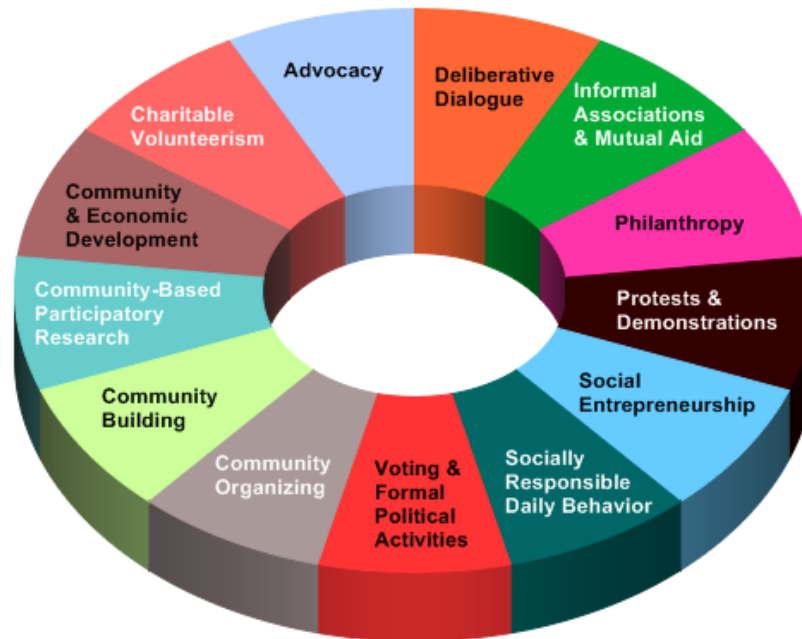 Advocacy
Deliberative
Dialogue
Informal
Associations
& Mutual Aid
Philanthropy
Protests &
Demonstrations
Social
Entrepreneurship
Socially
Responsible
Daily Behavior
Voting &
Formal
Political
Activities
Community
Organizing
Community
Building
Community-Based
Participatory
Research
Community
& Economic
Development
Charitable
Volunteerism